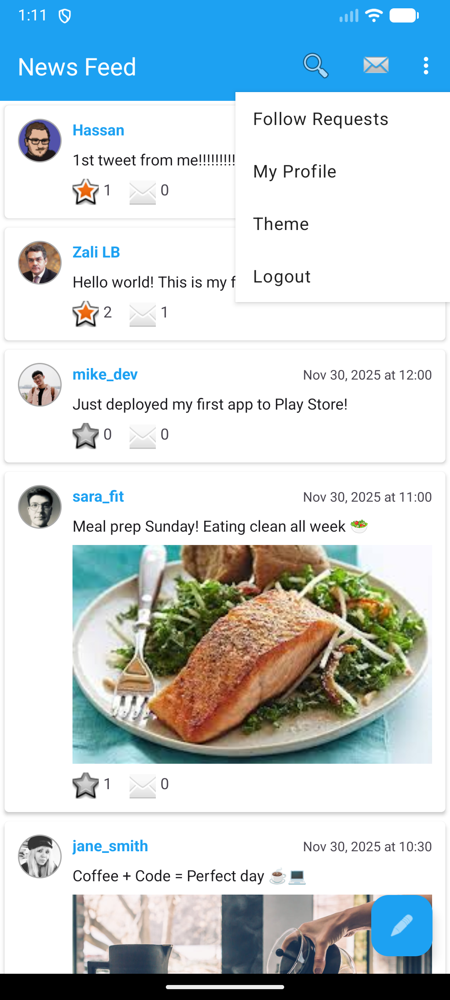 1:11
News Feed
Follow Requests
My Profile
Theme
Logout
Hassan
1st tweet from me!!!!!!!!!
1
0
Zali LB
Hello world! This is my f
2
1
mike_dev
Nov 30, 2025 at 12:00
Just deployed my first app to Play Store!
0
0
sara_fit
Nov 30, 2025 at 11:00
Meal prep Sunday! Eating clean all week 🥗
1
0
jane_smith
Nov 30, 2025 at 10:30
Coffee + Code = Perfect day ☕💻